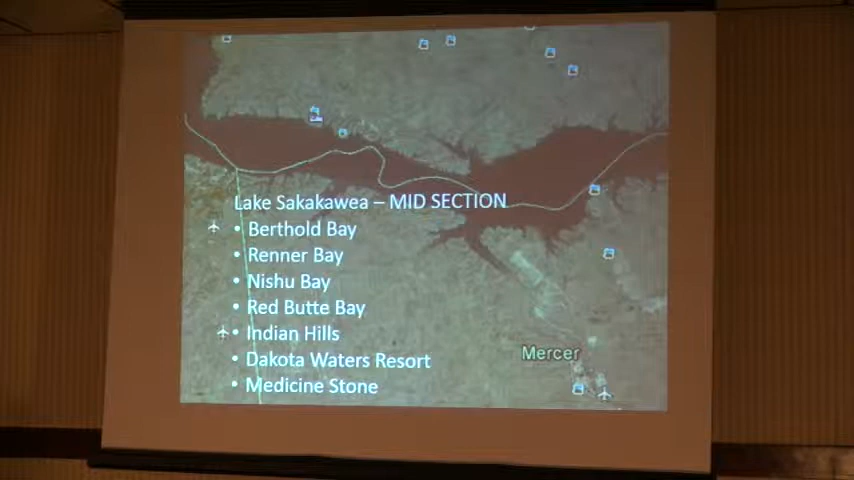 Lake Sakakawea – MID SECTION
• Berthold Bay
• Renner Bay
• Nishu Bay
• Red Butte Bay
• Indian Hills
• Dakota Waters Resort
• Medicine Stone
Mercer